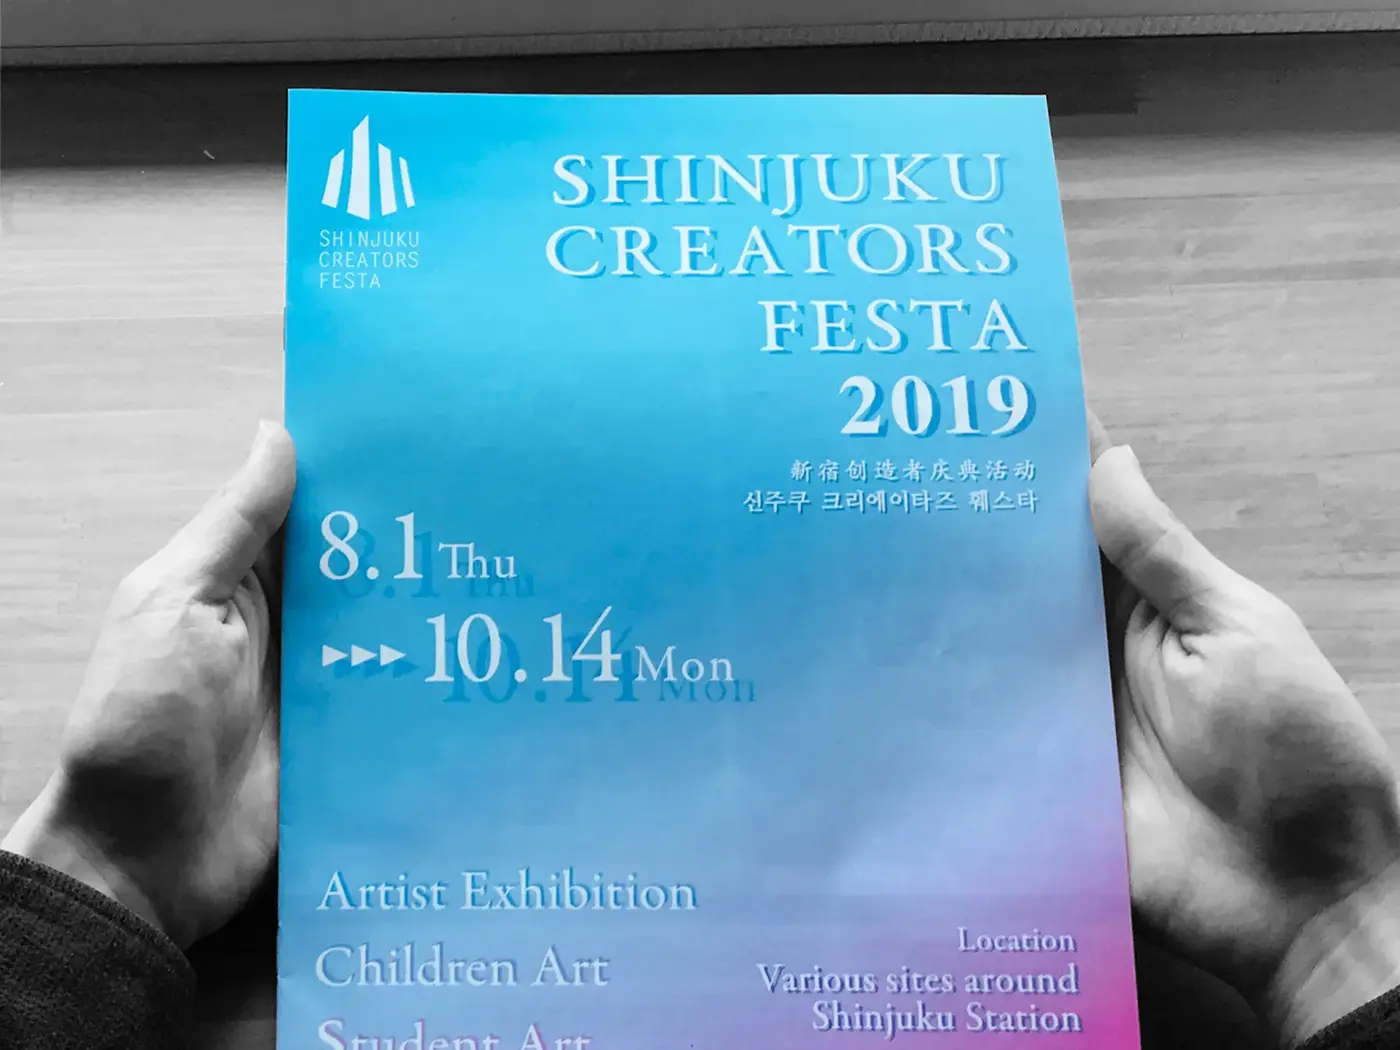 SHINJUKU
CREATORS
FESTA
SHINJUKU
CREATORS
FESTA
2019
新宿创造者庆典活动
신주쿠 크리에이타즈 훼스타
8.1 Thu
▶▶▶ 10.14 Mon
Artist Exhibition
Children Art
Student Art
Location
Various sites around
Shinjuku Station